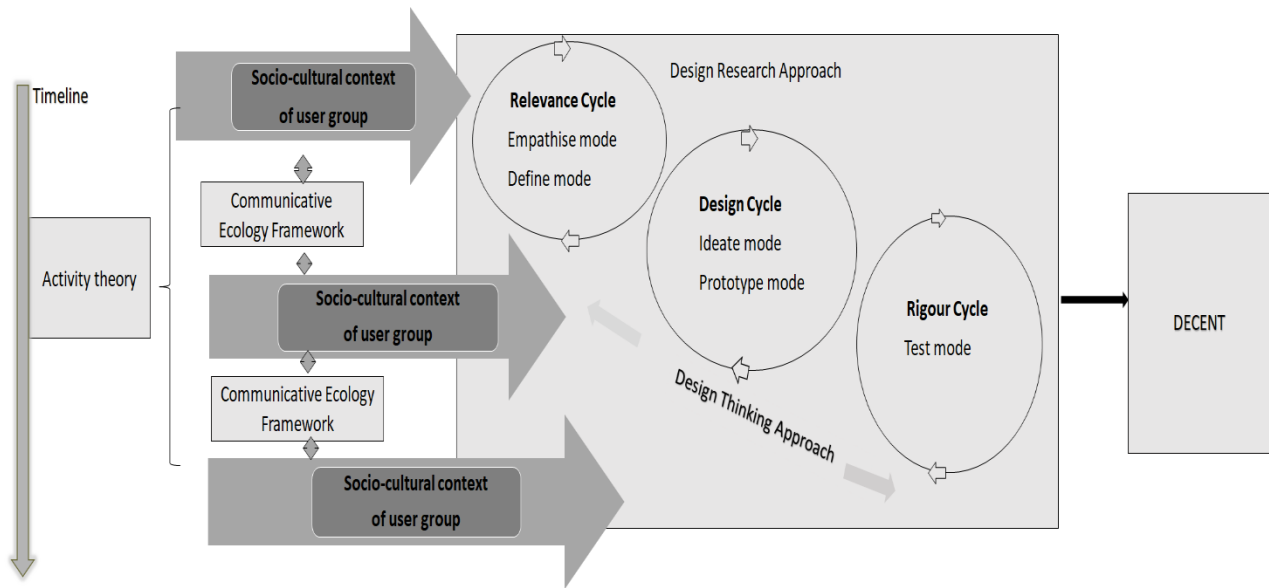 Timeline
Activity theory
Socio-cultural context
of user group
Communicative
Ecology Framework
Socio-cultural context
of user group
Communicative Ecology
Framework
Socio-cultural context
of user group
Design Research Approach
Relevance Cycle
Empathise mode
Define mode
Design Cycle
Ideate mode
Prototype mode
Rigour Cycle
Test mode
Design Thinking Approach
DECENT